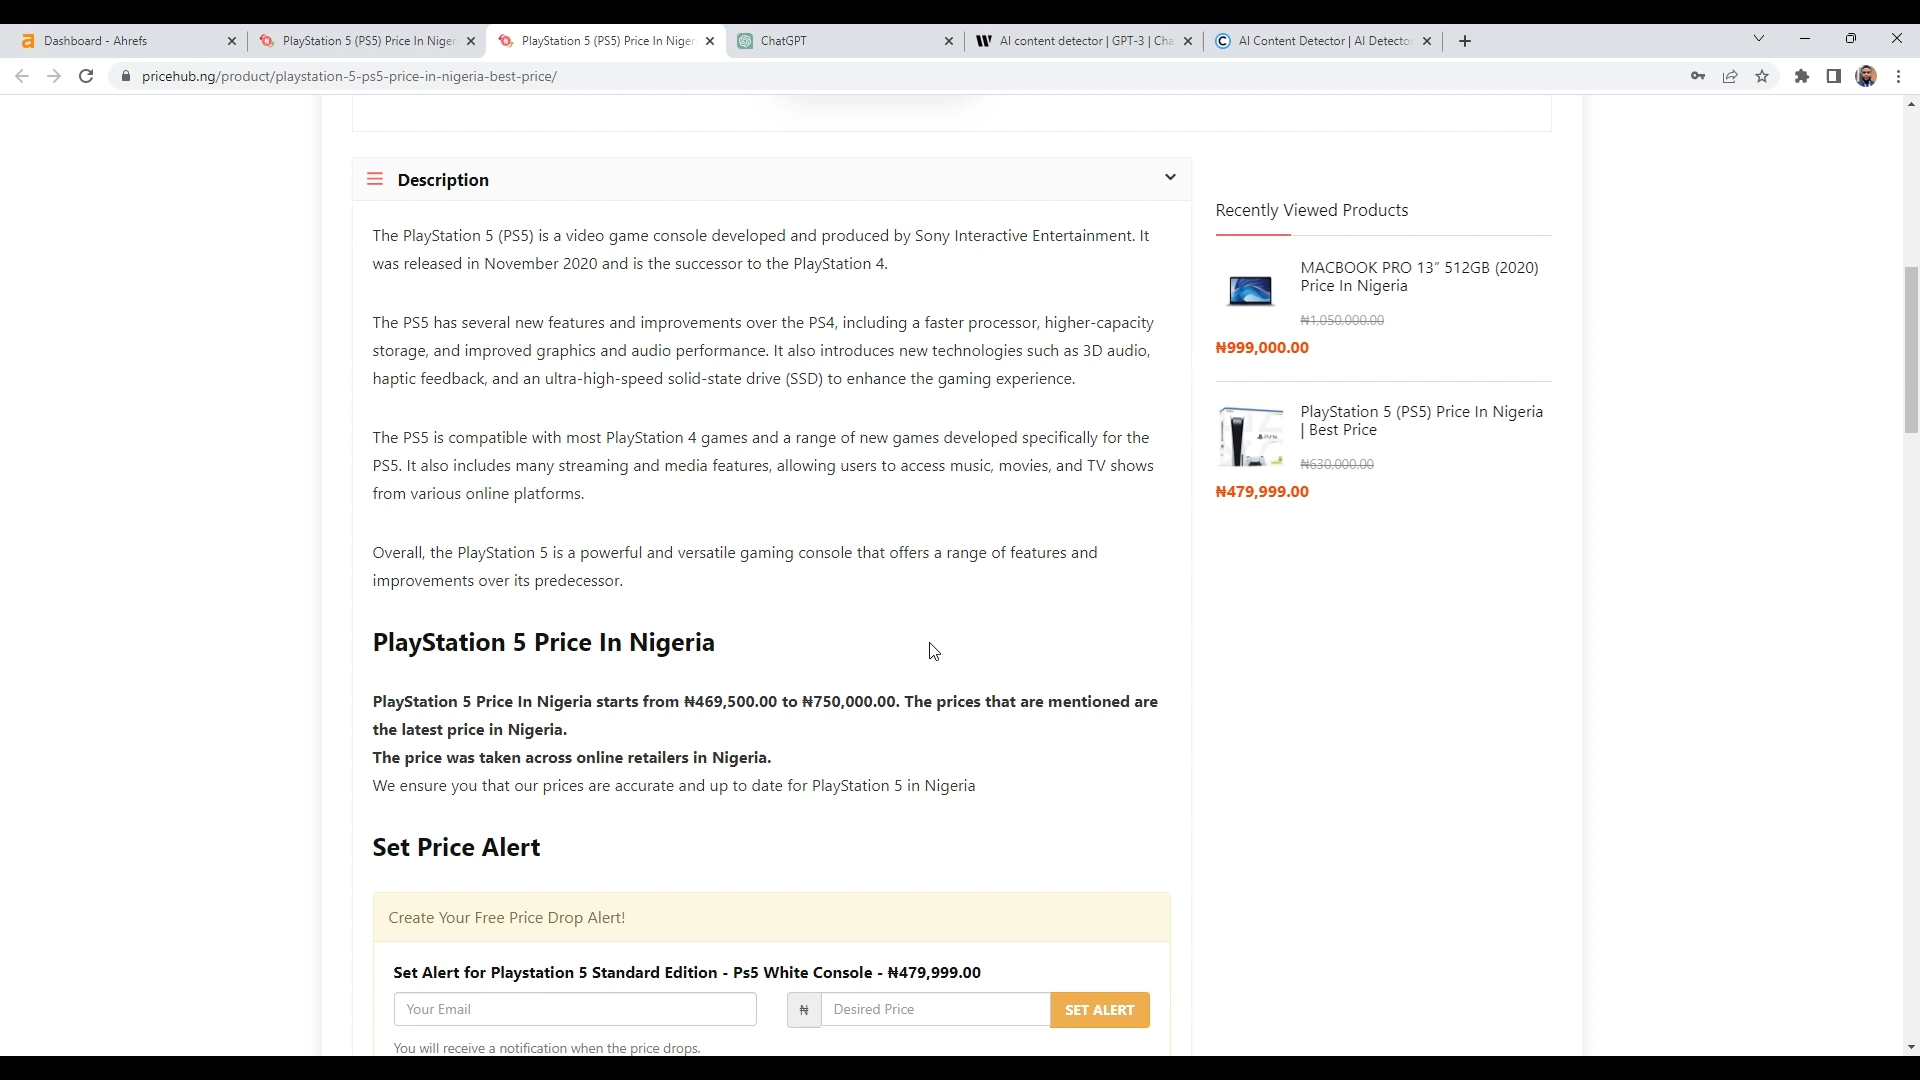 Dashboard - Ahrefs
PlayStation 5 (PS5) Price In Niger
PlayStation 5 (PS5) Price In Niger
ChatGPT
AI content detector | GPT-3 | Cha
AI Content Detector | AI Detecto
pricehub.ng/product/playstation-5-ps5-price-in-nigeria-best-price/
Description
The PlayStation 5 (PS5) is a video game console developed and produced by Sony Interactive Entertainment. It
was released in November 2020 and is the successor to the PlayStation 4.
The PS5 has several new features and improvements over the PS4, including a faster processor, higher-capacity
storage, and improved graphics and audio performance. It also introduces new technologies such as 3D audio,
haptic feedback, and an ultra-high-speed solid-state drive (SSD) to enhance the gaming experience.
The PS5 is compatible with most PlayStation 4 games and a range of new games developed specifically for the
PS5. It also includes many streaming and media features, allowing users to access music, movies, and TV shows
from various online platforms.
Overall, the PlayStation 5 is a powerful and versatile gaming console that offers a range of features and
improvements over its predecessor.
PlayStation 5 Price In Nigeria
PlayStation 5 Price In Nigeria starts from ₦469,500.00 to ₦750,000.00. The prices that are mentioned are
the latest price in Nigeria.
The price was taken across online retailers in Nigeria.
We ensure you that our prices are accurate and up to date for PlayStation 5 in Nigeria
Set Price Alert
Create Your Free Price Drop Alert!
Set Alert for Playstation 5 Standard Edition - Ps5 White Console - ₦479,999.00
Your Email
₦
Desired Price
SET ALERT
You will receive a notification when the price drops.
Recently Viewed Products
MACBOOK PRO 13″ 512GB (2020)
Price In Nigeria
₦1,050,000.00
₦999,000.00
PlayStation 5 (PS5) Price In Nigeria
| Best Price
₦630,000.00
₦479,999.00